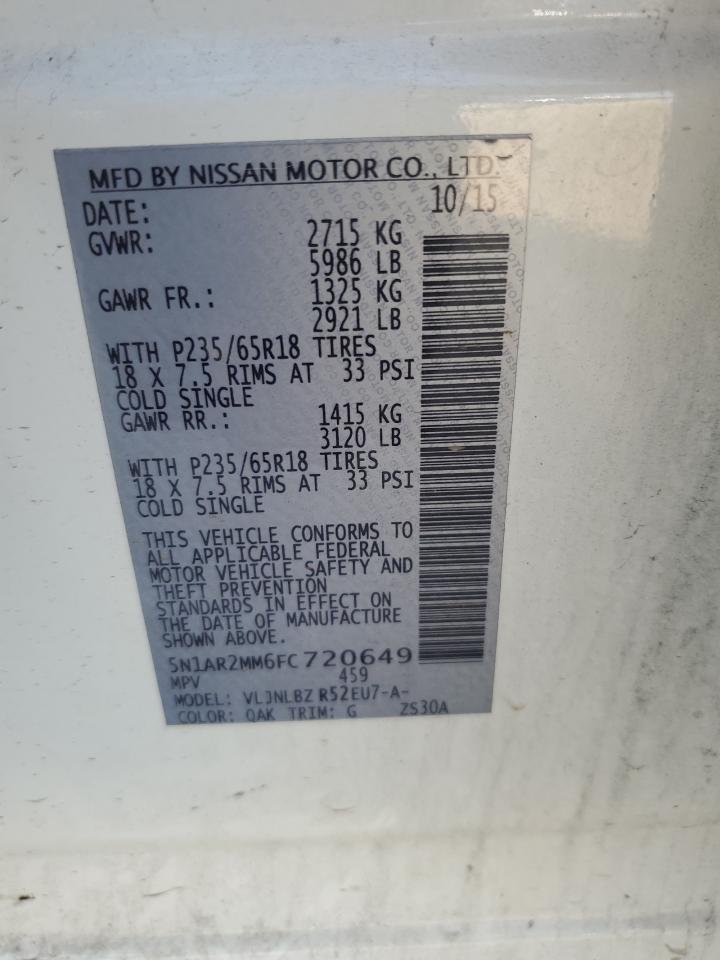 MFD BY NISSAN MOTOR CO., LTD.
DATE: 10/15
GVWR: 2715 KG
5986 LB
GAWR FR.: 1325 KG
2921 LB
WITH P235/65R18 TIRES
18 X 7.5 RIMS AT 33 PSI
COLD SINGLE
GAWR RR.: 1415 KG
3120 LB
WITH P235/65R18 TIRES
18 X 7.5 RIMS AT 33 PSI
COLD SINGLE
THIS VEHICLE CONFORMS TO
ALL APPLICABLE FEDERAL
MOTOR VEHICLE SAFETY AND
THEFT PREVENTION
STANDARDS IN EFFECT ON
THE DATE OF MANUFACTURE
SHOWN ABOVE.
5N1AR2MM6FC720649
MPV 459
MODEL: VLJNLBZ R52EU7-A-
COLOR: QAK TRIM: G ZS30A